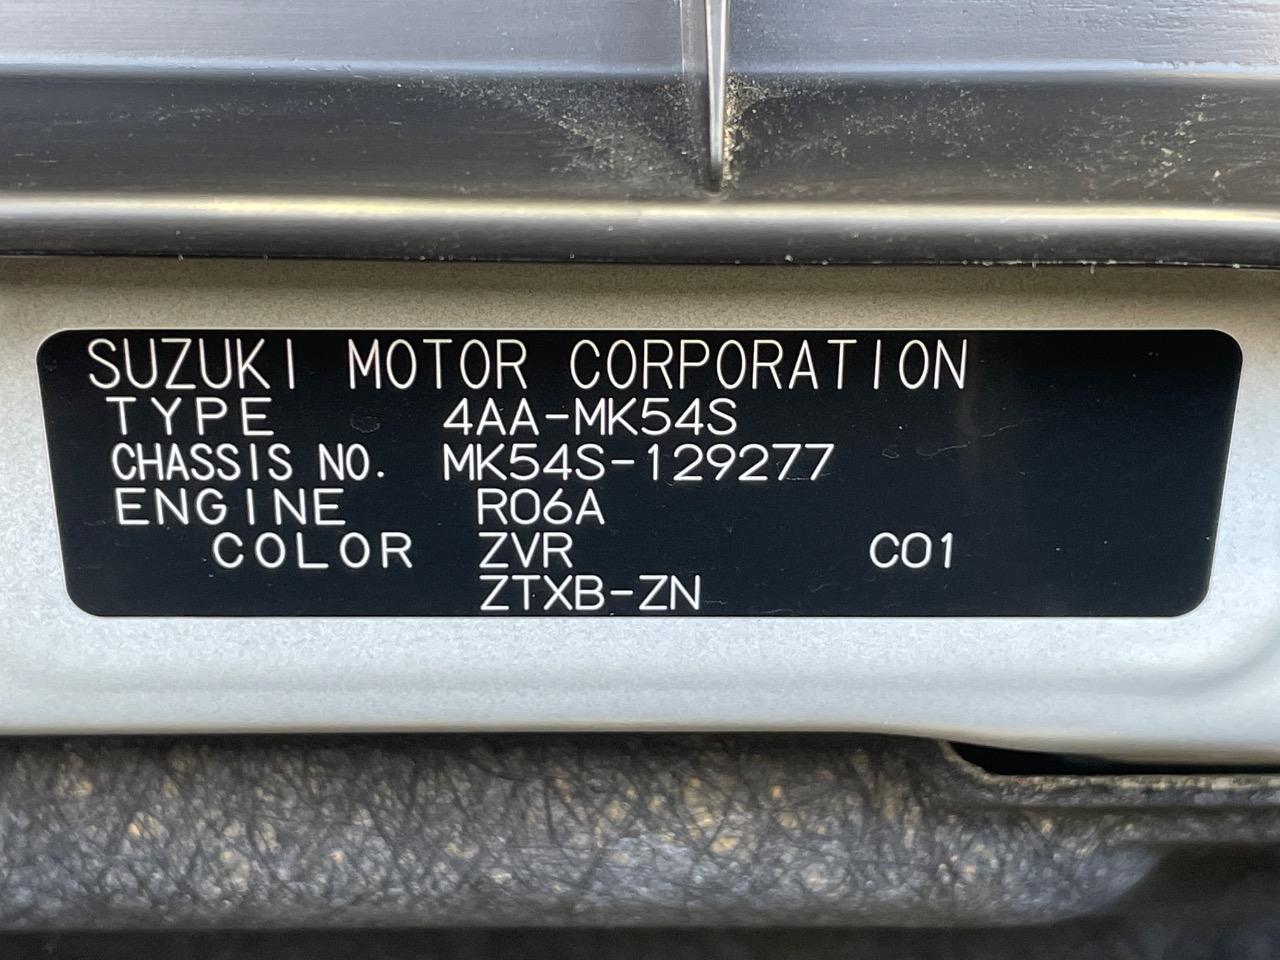 SUZUKI MOTOR CORPORATION
TYPE 4AA-MK54S
CHASSIS NO. MK54S-129277
ENGINE R06A
COLOR ZVR C01
ZTXB-ZN